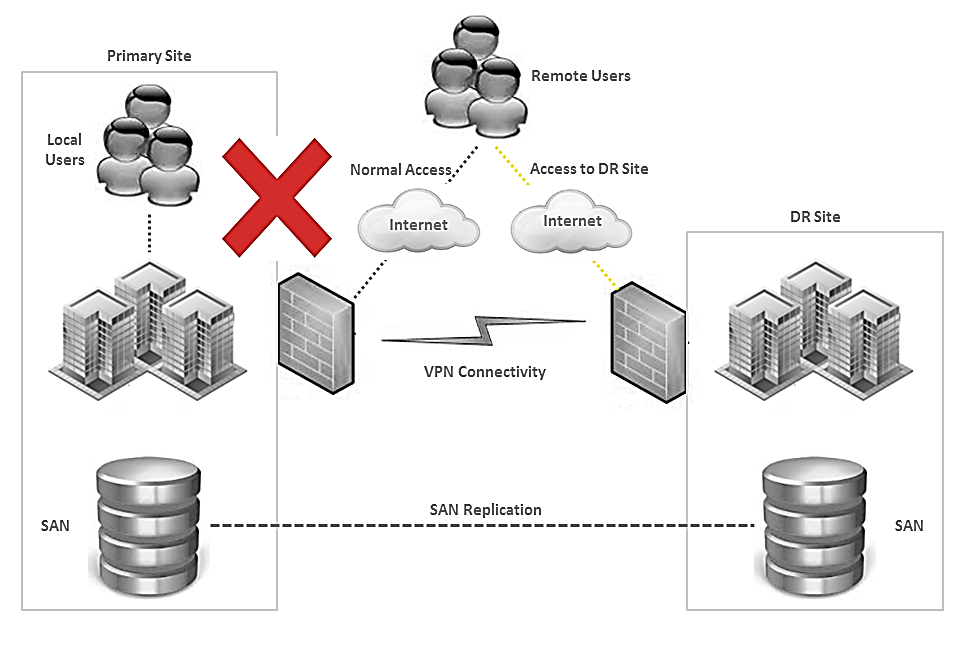 Primary Site
Remote Users
Local
Users
Normal Access
Access to DR Site
Internet
Internet
DR Site
VPN Connectivity
SAN Replication
SAN
SAN